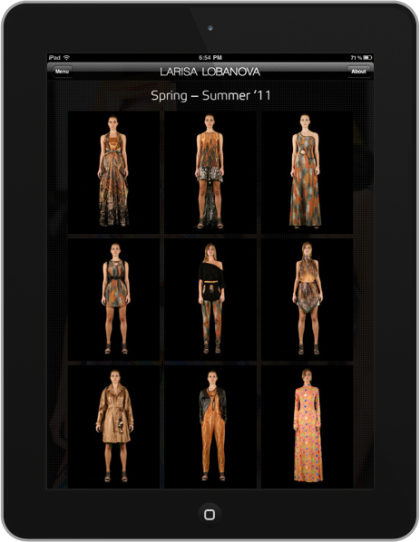 iPad 6:54 PM 71%
Menu LARISA LOBANOVA About
Spring – Summer ’11